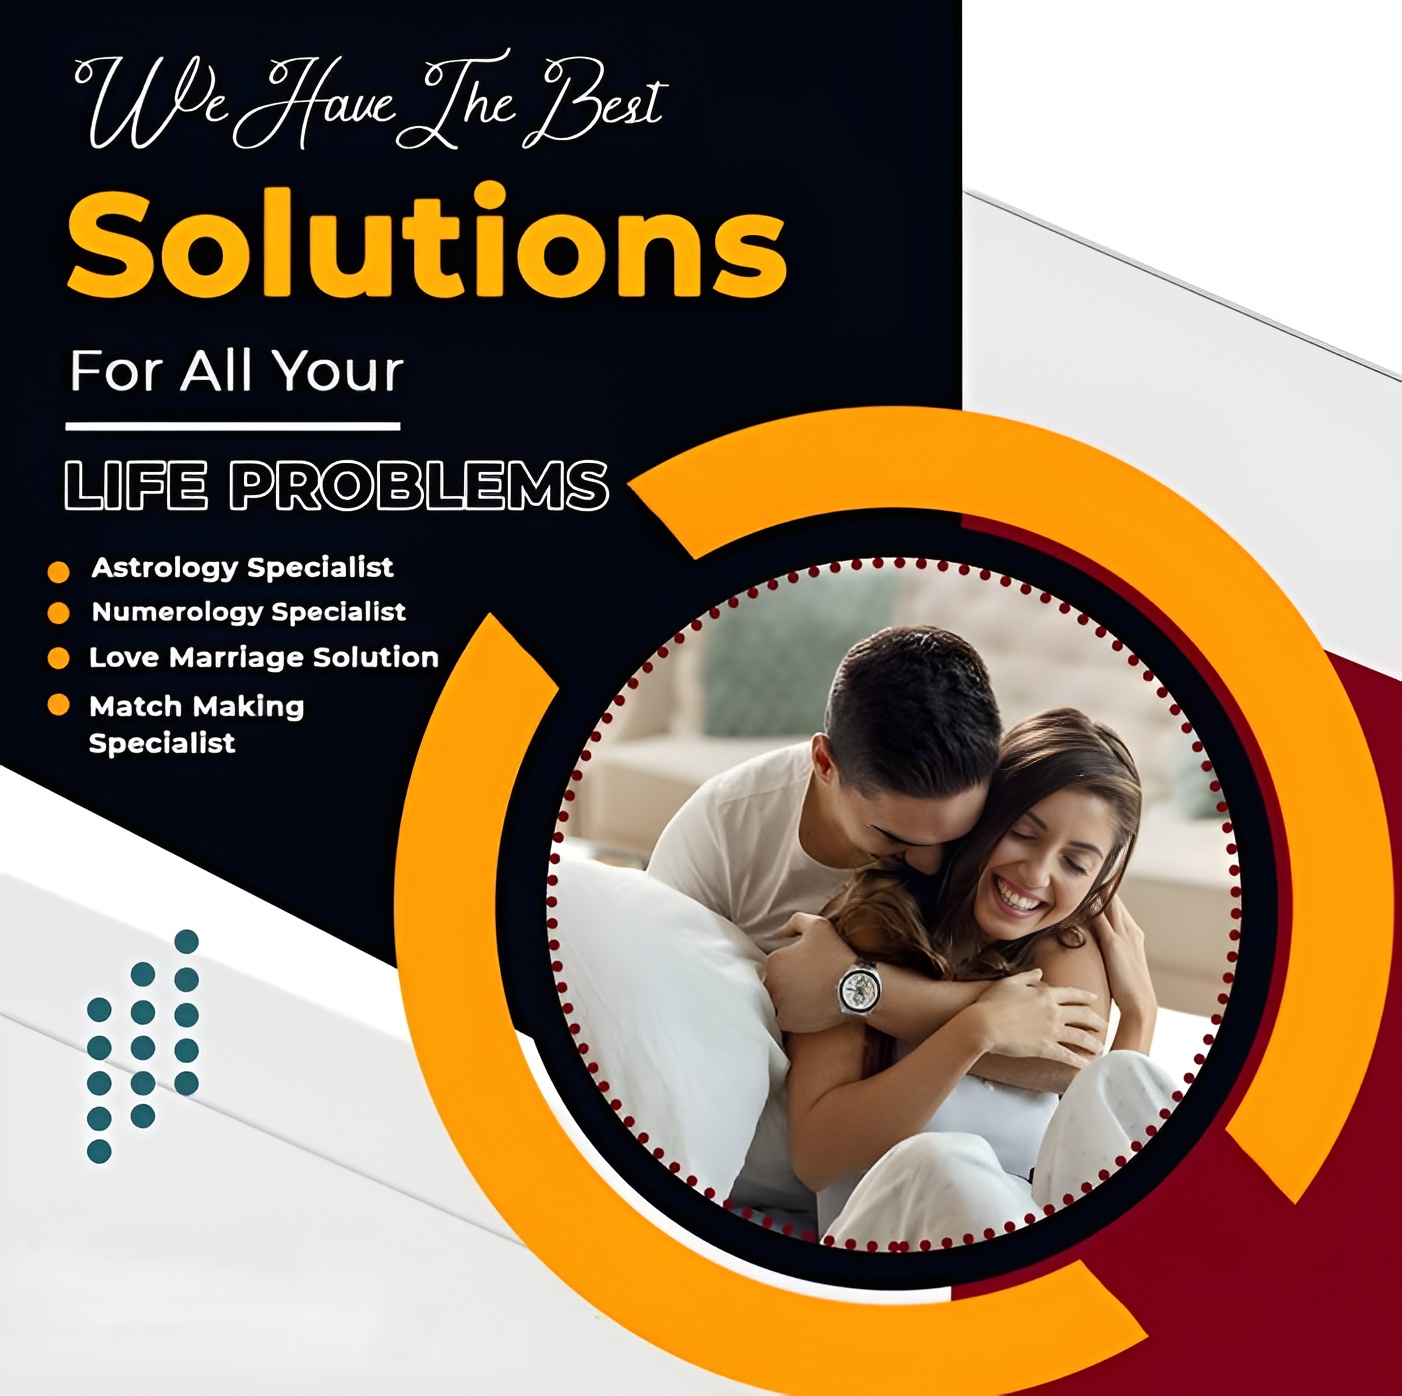 We Have The Best
Solutions
For All Your
LIFE PROBLEMS
Astrology Specialist
Numerology Specialist
Love Marriage Solution
Match Making
Specialist